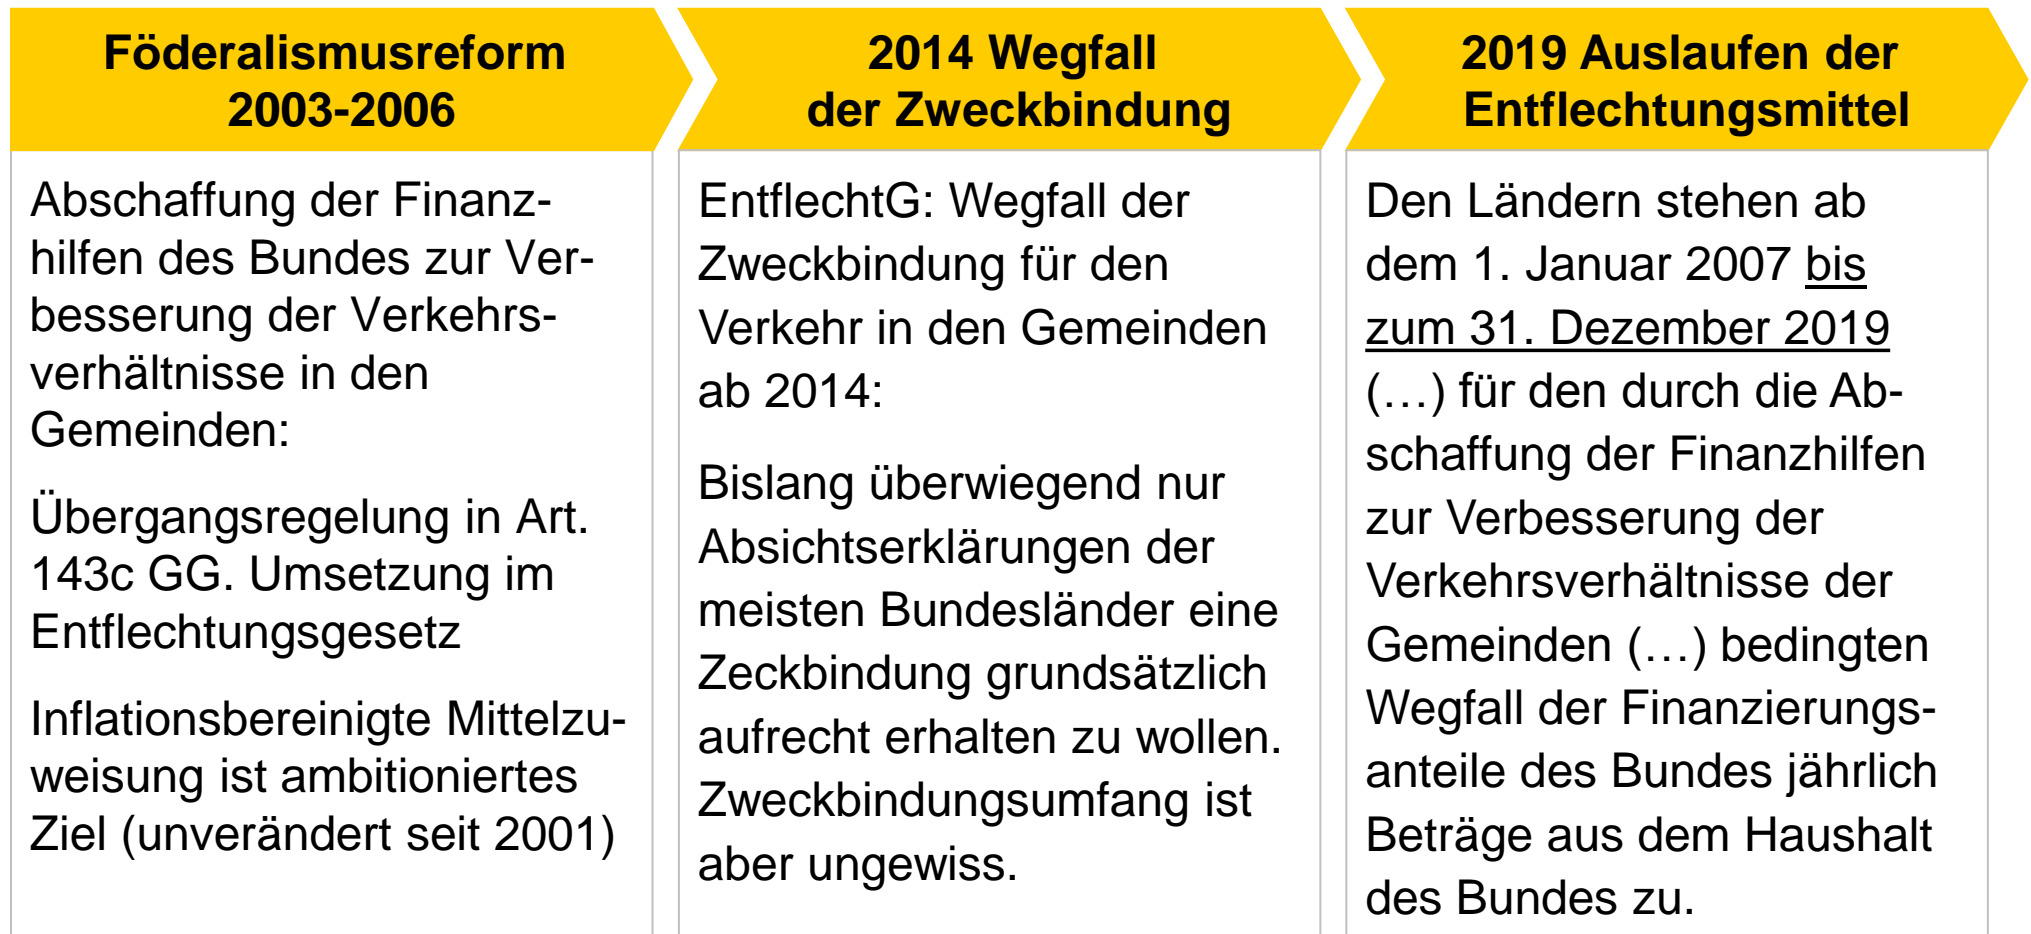 Föderalismusreform
2003-2006
Abschaffung der Finanz-
hilfen des Bundes zur Ver-
besserung der Verkehrs-
verhältnisse in den
Gemeinden:
Übergangsregelung in Art.
143c GG. Umsetzung im
Entflechtungsgesetz
Inflationsbereinigte Mittelzu-
weisung ist ambitioniertes
Ziel (unverändert seit 2001)
2014 Wegfall
der Zweckbindung
EntflechtG: Wegfall der
Zweckbindung für den
Verkehr in den Gemeinden
ab 2014:
Bislang überwiegend nur
Absichtserklärungen der
meisten Bundesländer eine
Zeckbindung grundsätzlich
aufrecht erhalten zu wollen.
Zweckbindungsumfang ist
aber ungewiss.
2019 Auslaufen der
Entflechtungsmittel
Den Ländern stehen ab
dem 1. Januar 2007 bis
zum 31. Dezember 2019
(…) für den durch die Ab-
schaffung der Finanzhilfen
zur Verbesserung der
Verkehrsverhältnisse der
Gemeinden (…) bedingten
Wegfall der Finanzierungs-
anteile des Bundes jährlich
Beträge aus dem Haushalt
des Bundes zu.